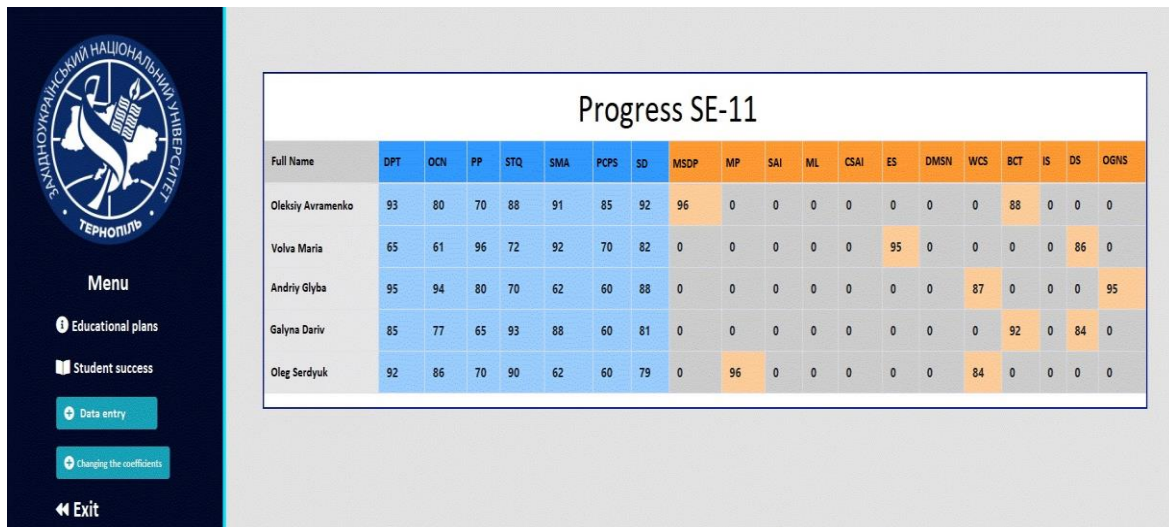 ЗАХІДНОУКРАЇНСЬКИЙ НАЦІОНАЛЬНИЙ УНІВЕРСИТЕТ
• ТЕРНОПІЛЬ •
Menu
Educational plans
Student success
Data entry
Changing the coefficients
Exit
Progress SE-11
Full Name DPT OCN PP STQ SMA PCPS SD MSDP MP SAI ML CSAI ES DMSN WCS BCT IS DS OGNS
Oleksiy Avramenko 93 80 70 88 91 85 92 96 0 0 0 0 0 0 0 88 0 0 0
Volva Maria 65 61 96 72 92 70 82 0 0 0 0 0 95 0 0 0 0 86 0
Andriy Glyba 95 94 80 70 62 60 88 0 0 0 0 0 0 0 87 0 0 0 95
Galyna Dariv 85 77 65 93 88 60 81 0 0 0 0 0 0 0 0 92 0 84 0
Oleg Serdyuk 92 86 70 90 62 60 79 0 96 0 0 0 0 0 84 0 0 0 0